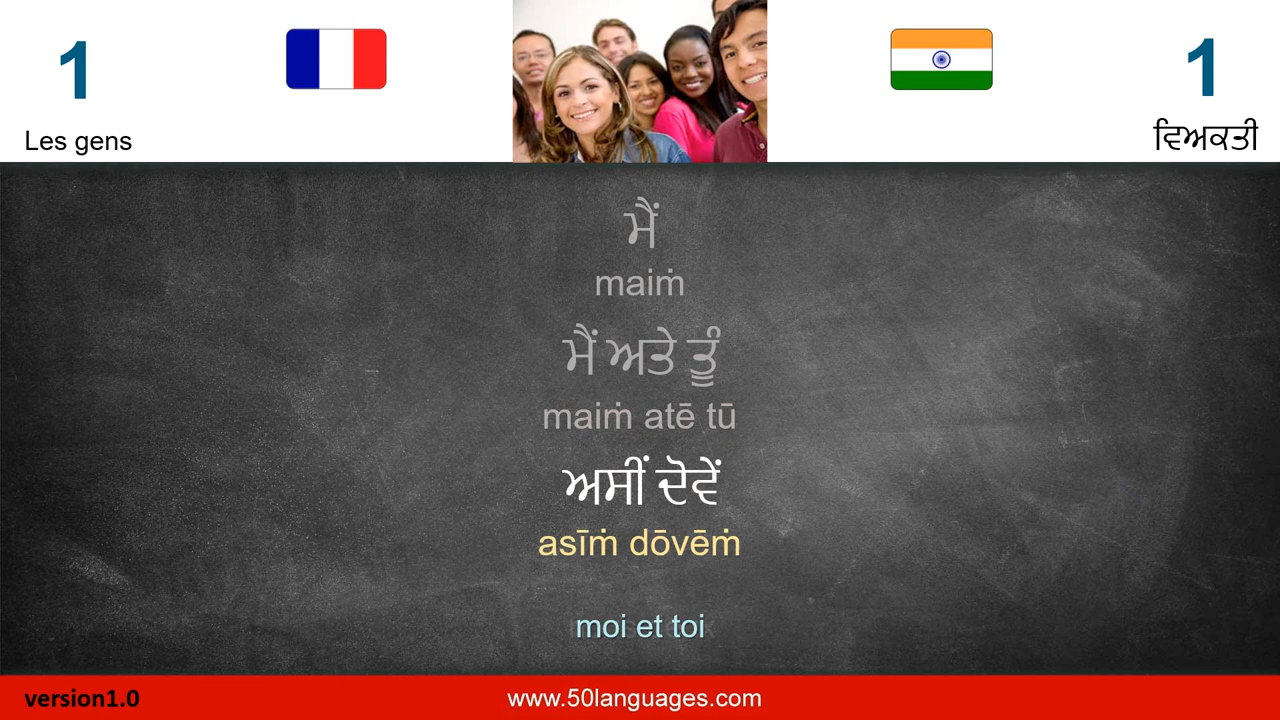 1
1
Les gens
ਵਿਅਕਤੀ
ਮੈਂ
maiṁ
ਮੈਂ ਅਤੇ ਤੂੰ
maiṁ atē tū
ਅਸੀਂ ਦੋਵੇਂ
asīṁ dōvēṁ
moi et toi
version1.0
www.50languages.com